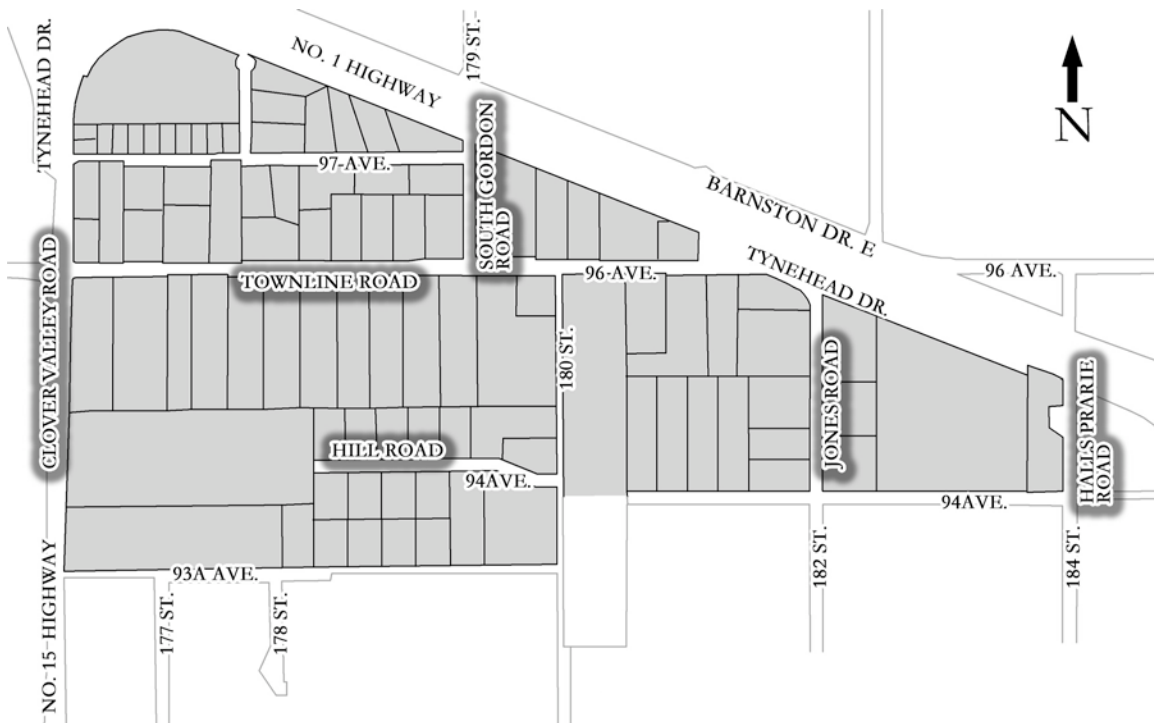 TYNEHEAD DR.
NO. 1 HIGHWAY
179 ST.
N
97 AVE.
SOUTH GORDON
ROAD
BARNSTON DR. E
CLOVER VALLEY ROAD
TOWNLINE ROAD
96 AVE.
TYNEHEAD DR.
96 AVE.
180 ST.
JONES ROAD
HALLS PRARIE
ROAD
HILL ROAD
94AVE.
94AVE.
NO. 15 HIGHWAY
93A AVE.
177 ST.
178 ST.
182 ST.
184 ST.